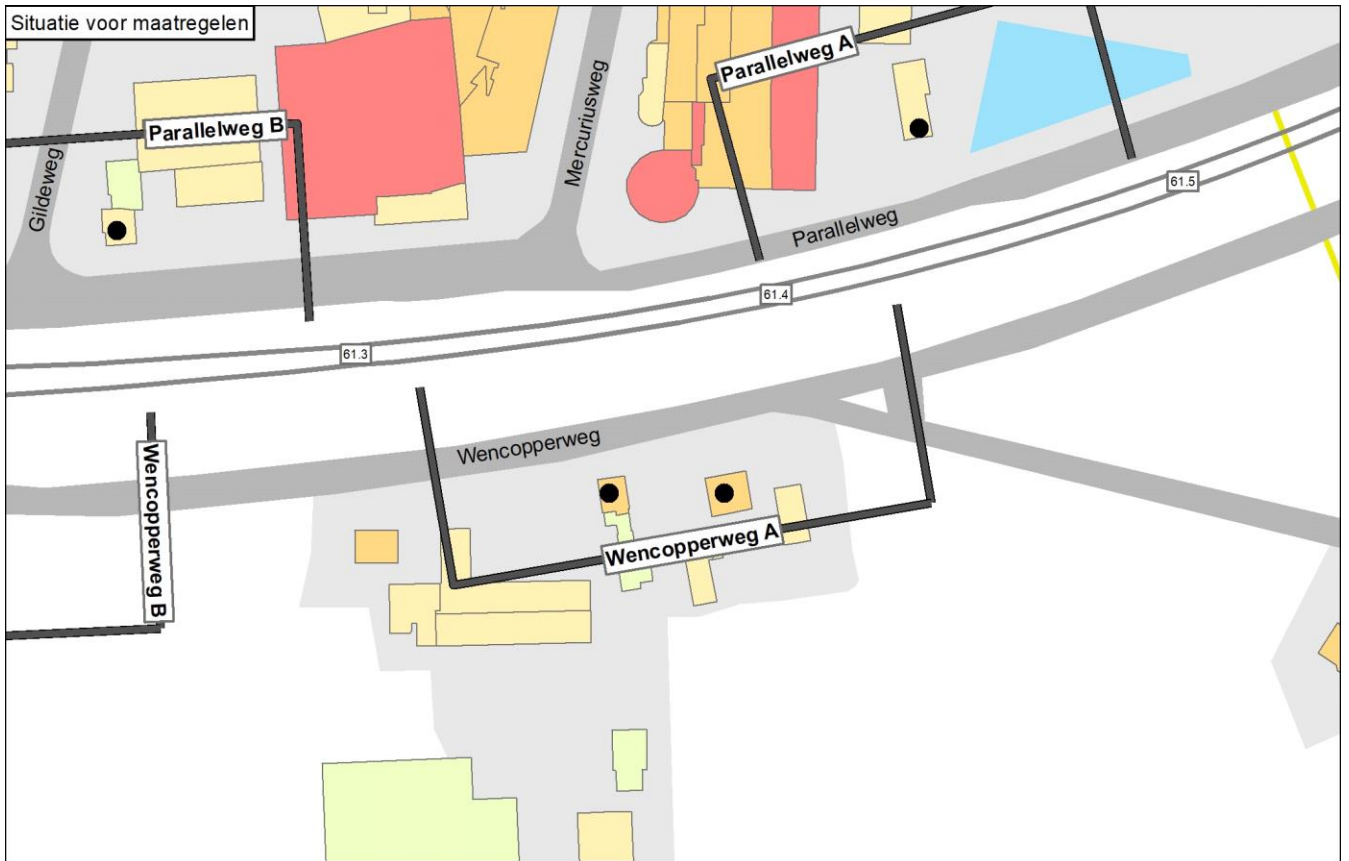 Situatie voor maatregelen
Parallelweg A
Parallelweg B
Gildeweg
Mercuriusweg
Parallelweg
61.5
61.4
61.3
Wencopperweg
Wencopperweg B
Wencopperweg A